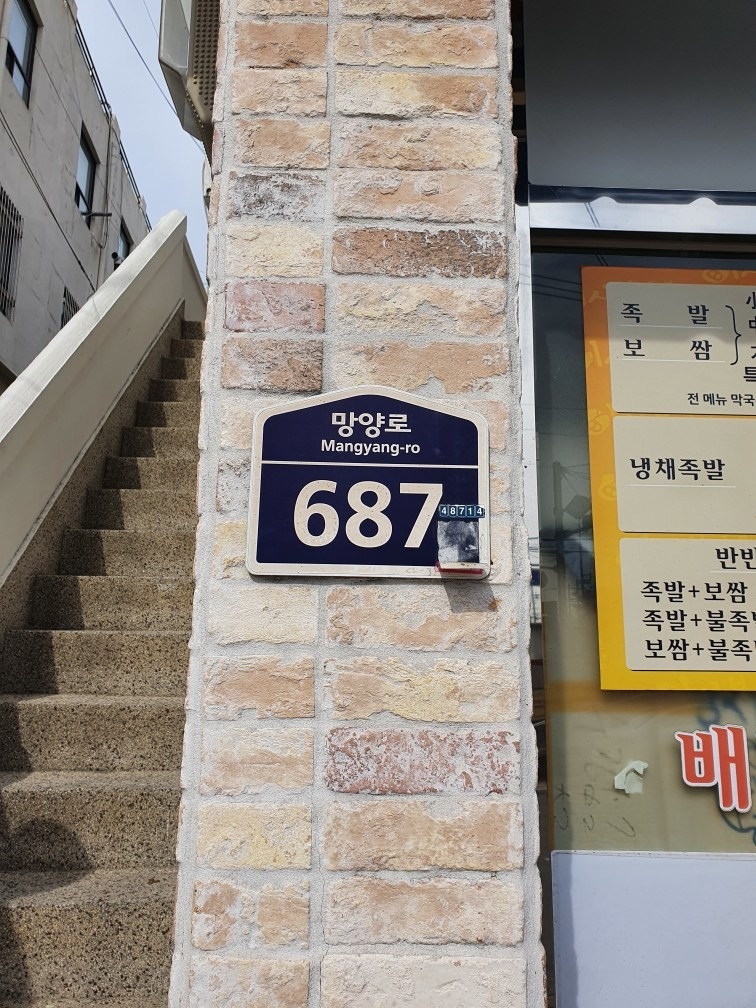 망양로
Mangyang-ro
687
48714
족 발
보 쌈
전 메뉴 막국
냉채족발
반반
족발+보쌈
족발+불족
보쌈+불족
배